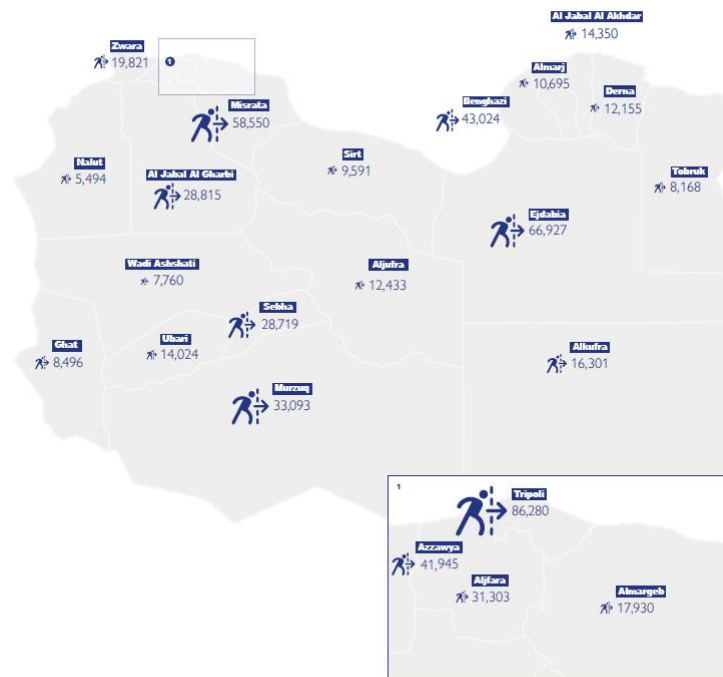 Al Jabal Al Akhdar
14,350
Zwara
19,821
1
Almarj
10,695
Derna
12,155
Misrata
58,550
Benghazi
43,024
Nalut
5,494
Al Jabal Al Gharbi
28,815
Sirt
9,591
Tobruk
8,168
Ejdabia
66,927
Wadi Ashshati
7,760
Aljufra
12,433
Sebha
28,719
Ghat
8,496
Ubari
14,024
Alkufra
16,301
Murzuq
33,093
1
Tripoli
86,280
Azzawya
41,945
Aljfara
31,303
Almargeb
17,930